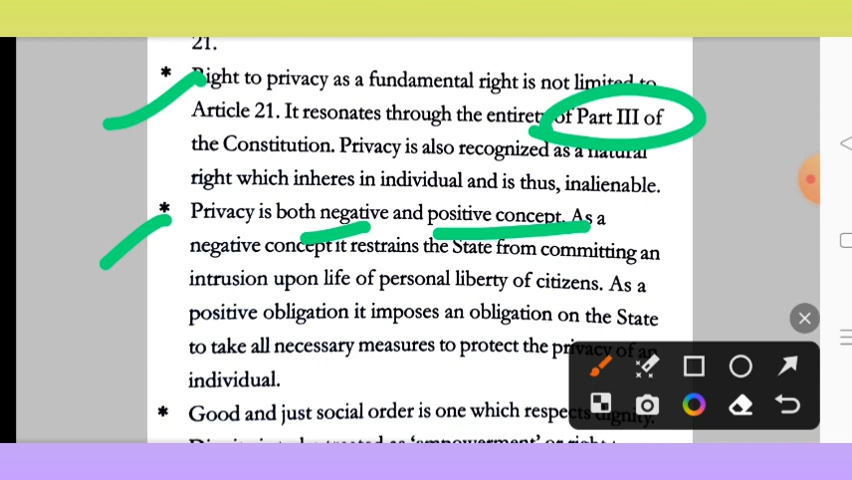 21.
* Right to privacy as a fundamental right is not limited to
Article 21. It resonates through the entirety of Part III of
the Constitution. Privacy is also recognized as a natural
right which inheres in individual and is thus, inalienable.
* Privacy is both negative and positive concept. As a
negative concept it restrains the State from committing an
intrusion upon life of personal liberty of citizens. As a
positive obligation it imposes an obligation on the State
to take all necessary measures to protect the privacy of an
individual.
* Good and just social order is one which respects dignity.